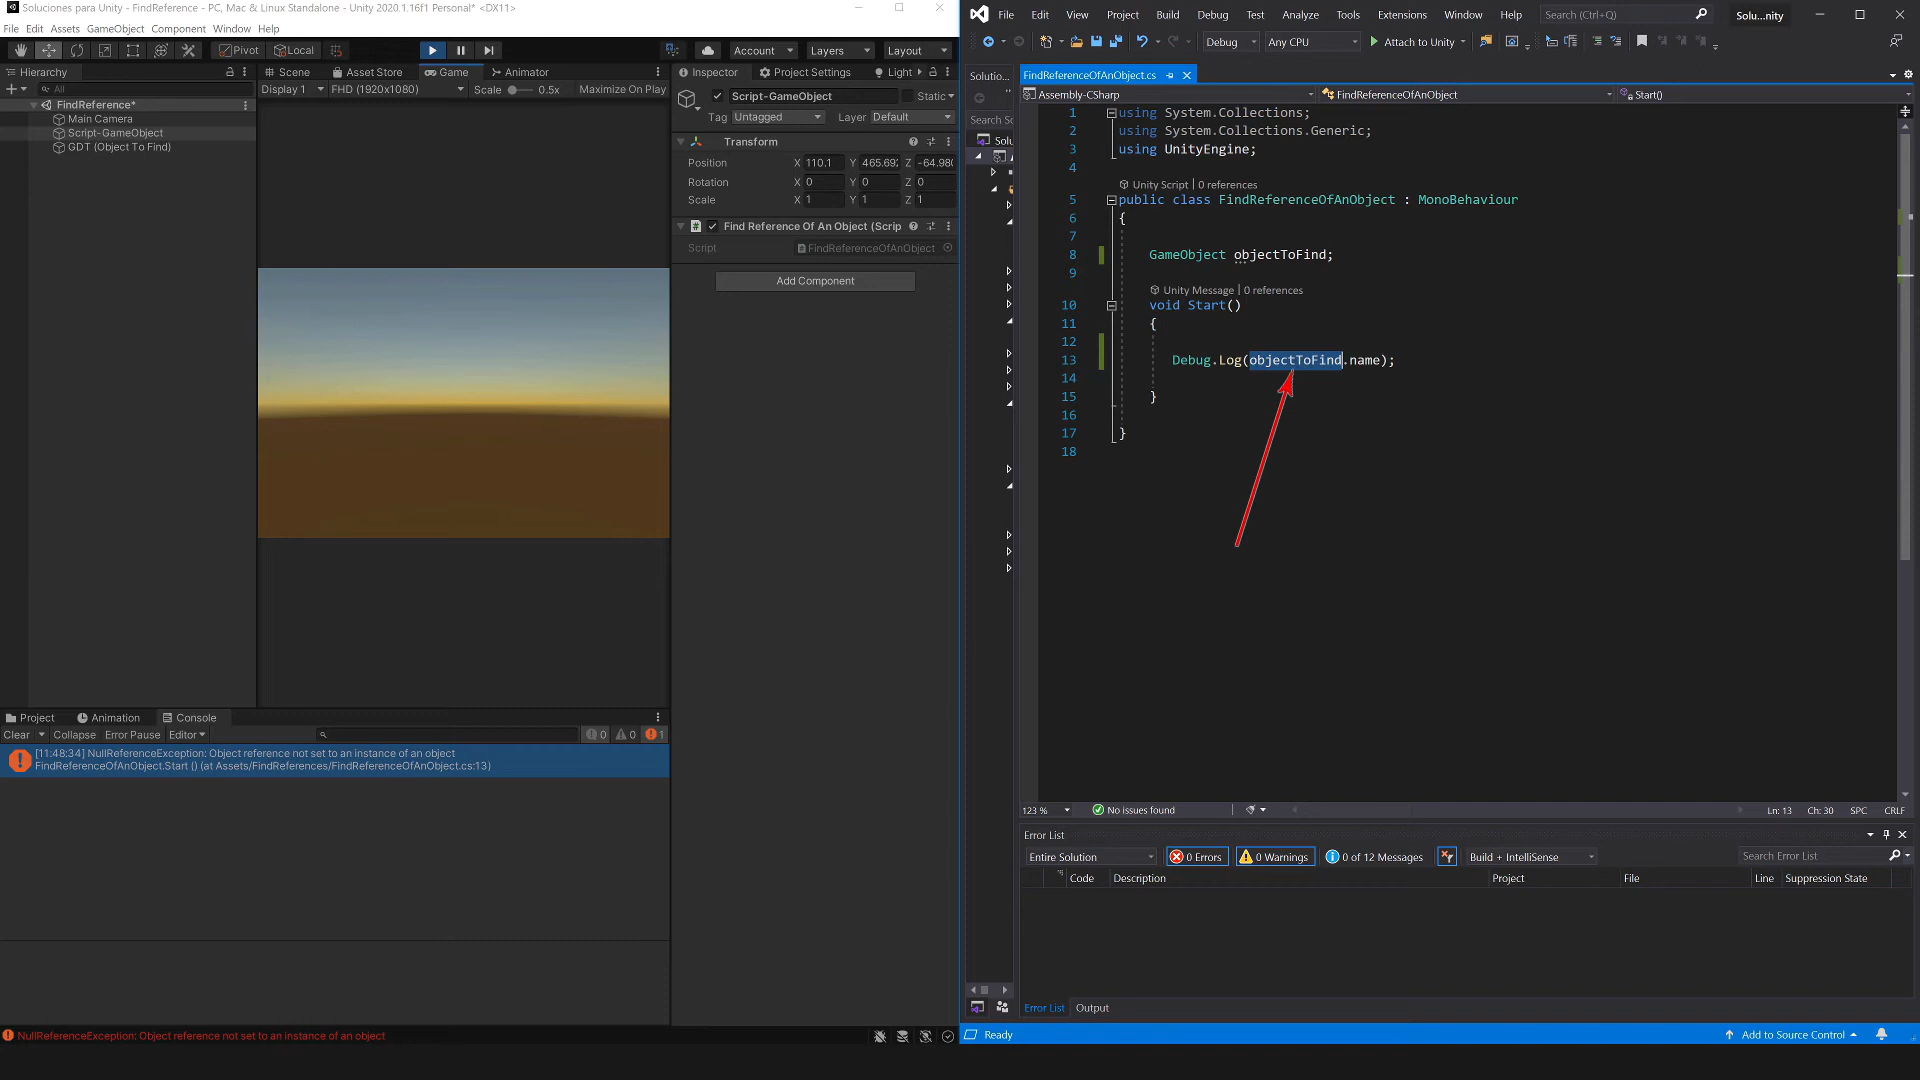 Soluciones para Unity - FindReference - PC, Mac & Linux Standalone - Unity 2020.1.16f1 Personal* <DX11>
File Edit Assets GameObject Component Window Help
Pivot Local Account Layers Layout
Hierarchy
All
FindReference*
Main Camera
Script-GameObject
GDT (Object To Find)
Scene Asset Store Game Animator
Display 1 FHD (1920x1080) Scale 0.5x Maximize On Play
Inspector Project Settings Light
Script-GameObject Static
Tag Untagged Layer Default
Transform
Position X 110.1 Y 465.692 Z -64.980
Rotation X 0 Y 0 Z 0
Scale X 1 Y 1 Z 1
Find Reference Of An Object (Scrip
Script FindReferenceOfAnObject
Add Component
Project Animation Console
Clear Collapse Error Pause Editor 0 0 1
[11:48:34] NullReferenceException: Object reference not set to an instance of an object
FindReferenceOfAnObject.Start () (at Assets/FindReferences/FindReferenceOfAnObject.cs:13)
NullReferenceException: Object reference not set to an instance of an object
File Edit View Project Build Debug Test Analyze Tools Extensions Window Help Search (Ctrl+Q) Solu...nity
Debug Any CPU Attach to Unity
Solutio...
Search So
Solu
FindReferenceOfAnObject.cs
Assembly-CSharp FindReferenceOfAnObject Start()
1 using System.Collections;
2 using System.Collections.Generic;
3 using UnityEngine;
4
Unity Script | 0 references
5 public class FindReferenceOfAnObject : MonoBehaviour
6 {
7
8 GameObject objectToFind;
9
Unity Message | 0 references
10 void Start()
11 {
12
13 Debug.Log(objectToFind.name);
14
15 }
16
17 }
18
123 % No issues found Ln: 13 Ch: 30 SPC CRLF
Error List
Entire Solution 0 Errors 0 Warnings 0 of 12 Messages Build + IntelliSense Search Error List
Code Description Project File Line Suppression State
Error List Output
Ready Add to Source Control